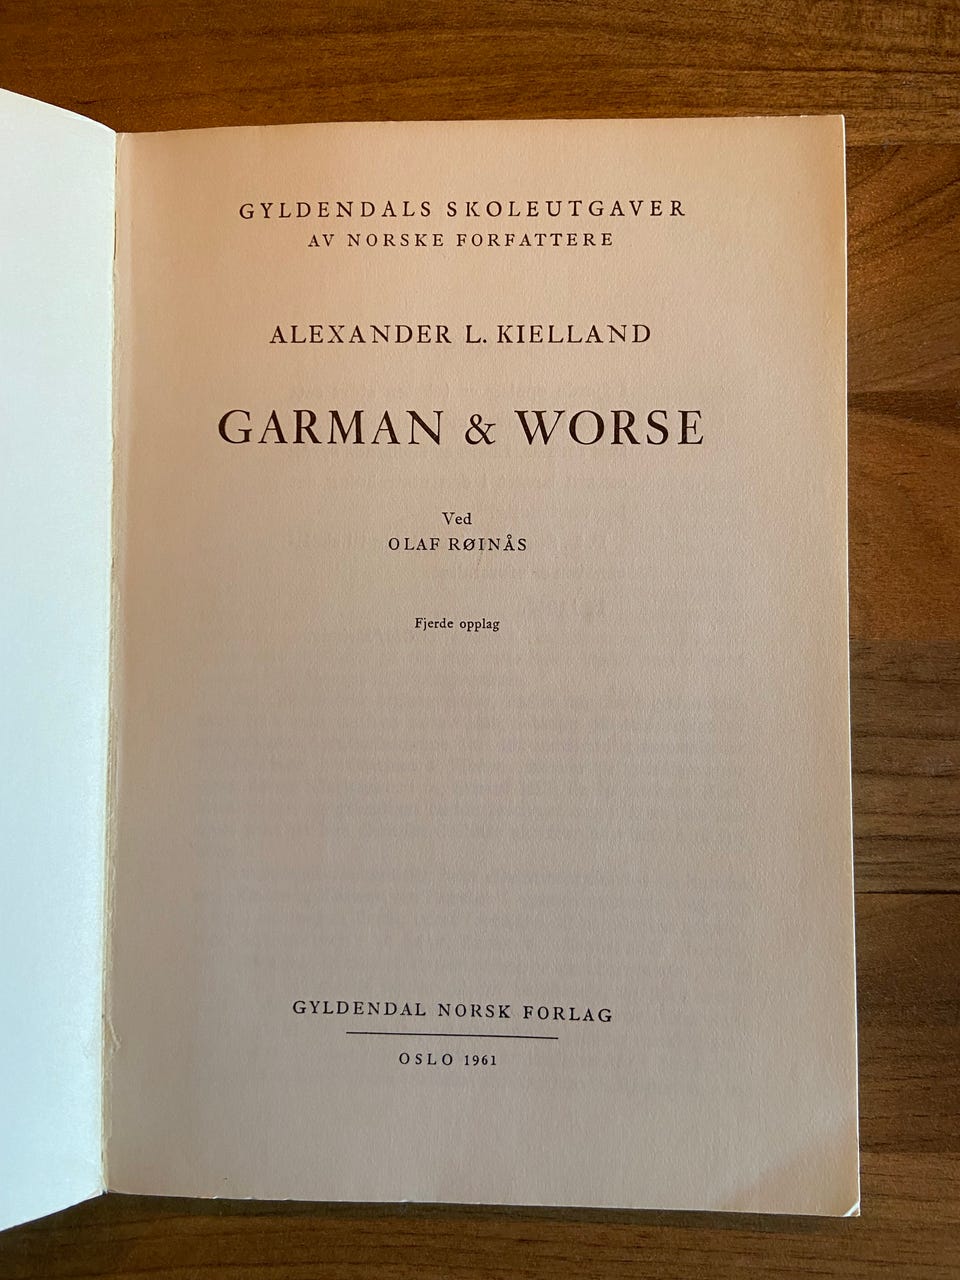 GYLDENDALS SKOLEUTGAVER
AV NORSKE FORFATTERE
ALEXANDER L. KIELLAND
GARMAN & WORSE
Ved
OLAF RØINÅS
Fjerde opplag
GYLDENDAL NORSK FORLAG
OSLO 1961